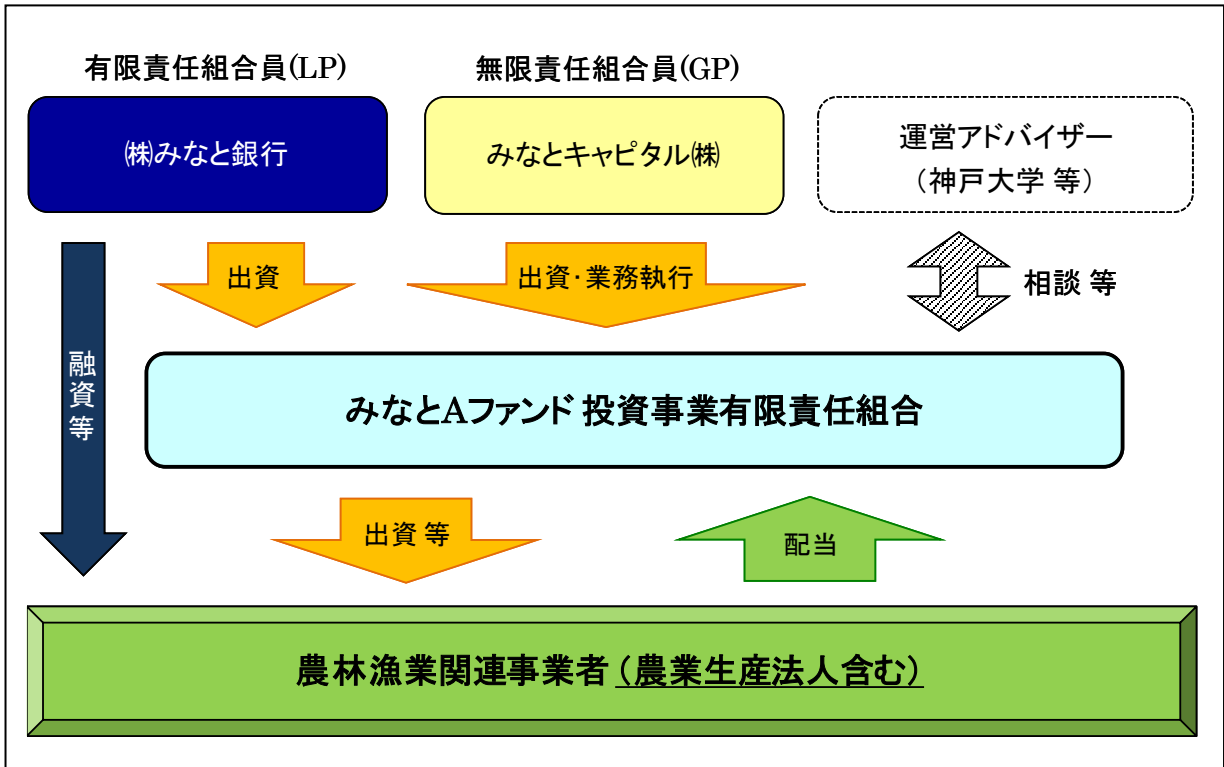 有限責任組合員(LP)
無限責任組合員(GP)
㈱みなと銀行
みなとキャピタル㈱
運営アドバイザー
（神戸大学 等）
出資
出資・業務執行
相談 等
融資等
みなとAファンド 投資事業有限責任組合
出資 等
配当
農林漁業関連事業者（農業生産法人含む）